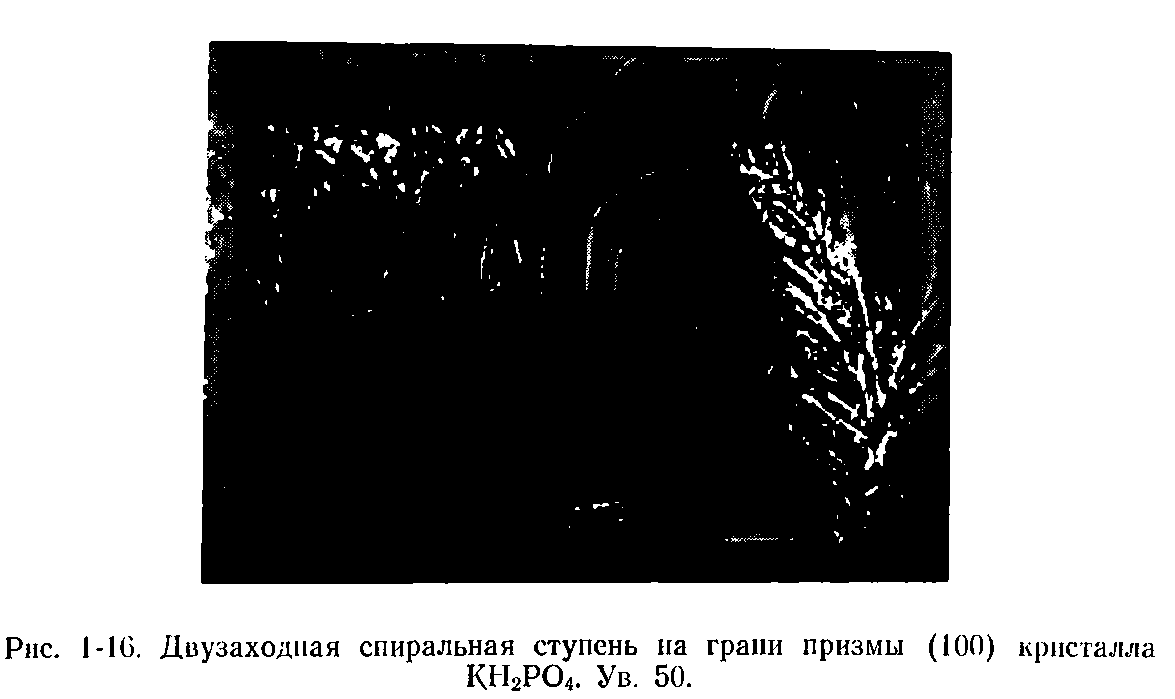 Рис. 1-16. Двузаходная спиральная ступень на грани призмы (100) кристалла
KH₂PO₄. Ув. 50.